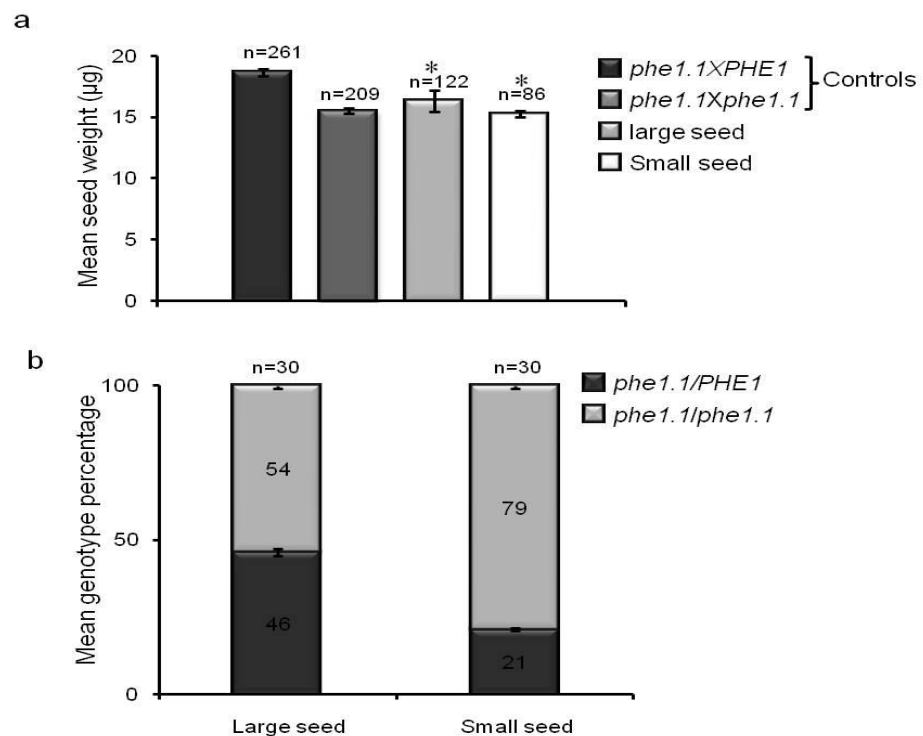 a
Mean seed weight (µg)
20
15
10
5
0
n=261
n=209
*
n=122
*
n=86
phe1.1XPHE1
phe1.1Xphe1.1
Controls
large seed
Small seed
b
Mean genotype percentage
100
50
0
n=30
n=30
54
46
79
21
Large seed
Small seed
phe1.1/PHE1
phe1.1/phe1.1